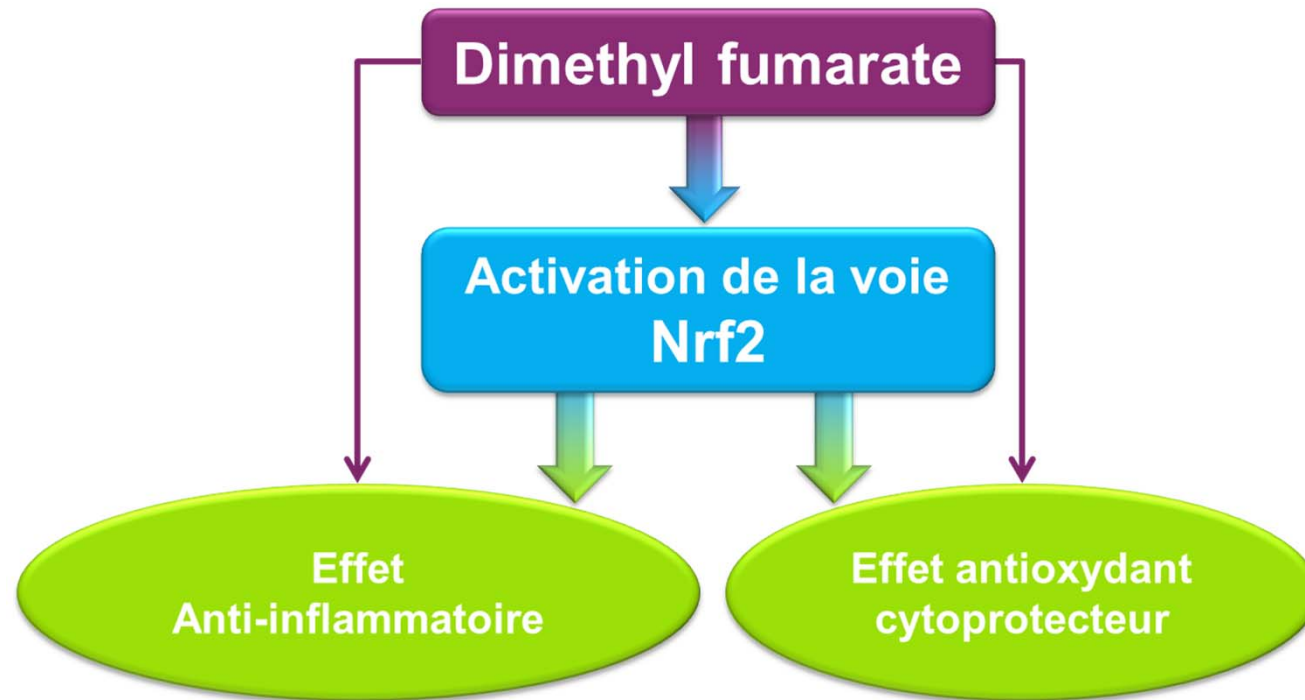 Dimethyl fumarate
Activation de la voie
Nrf2
Effet
Anti-inflammatoire
Effet antioxydant
cytoprotecteur